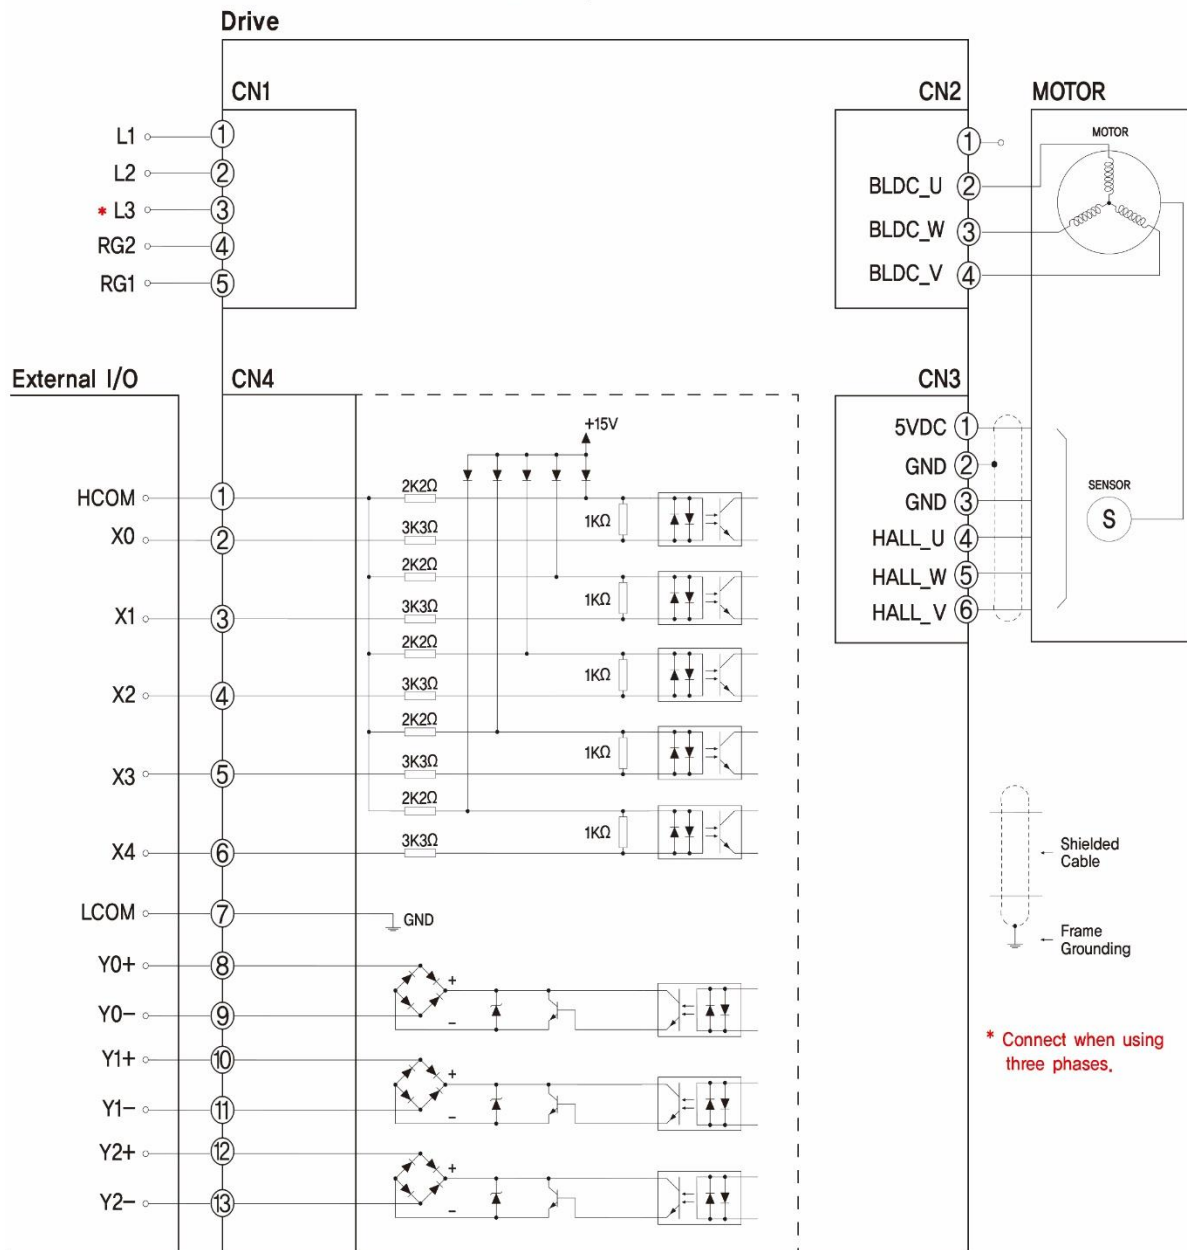 Drive
CN1
L1
1
L2
2
* L3
3
RG2
4
RG1
5
CN2
1
BLDC_U
2
BLDC_W
3
BLDC_V
4
MOTOR
MOTOR
External I/O
CN4
+15V
HCOM
1
2K2Ω
1KΩ
X0
2
3K3Ω
2K2Ω
1KΩ
X1
3
3K3Ω
2K2Ω
1KΩ
X2
4
3K3Ω
2K2Ω
1KΩ
X3
5
3K3Ω
2K2Ω
1KΩ
X4
6
3K3Ω
LCOM
7
GND
Y0+
8
+
Y0-
9
-
Y1+
10
+
Y1-
11
-
Y2+
12
+
Y2-
13
-
CN3
5VDC
1
GND
2
GND
3
HALL_U
4
HALL_W
5
HALL_V
6
SENSOR
S
Shielded
Cable
Frame
Grounding
* Connect when using
three phases.